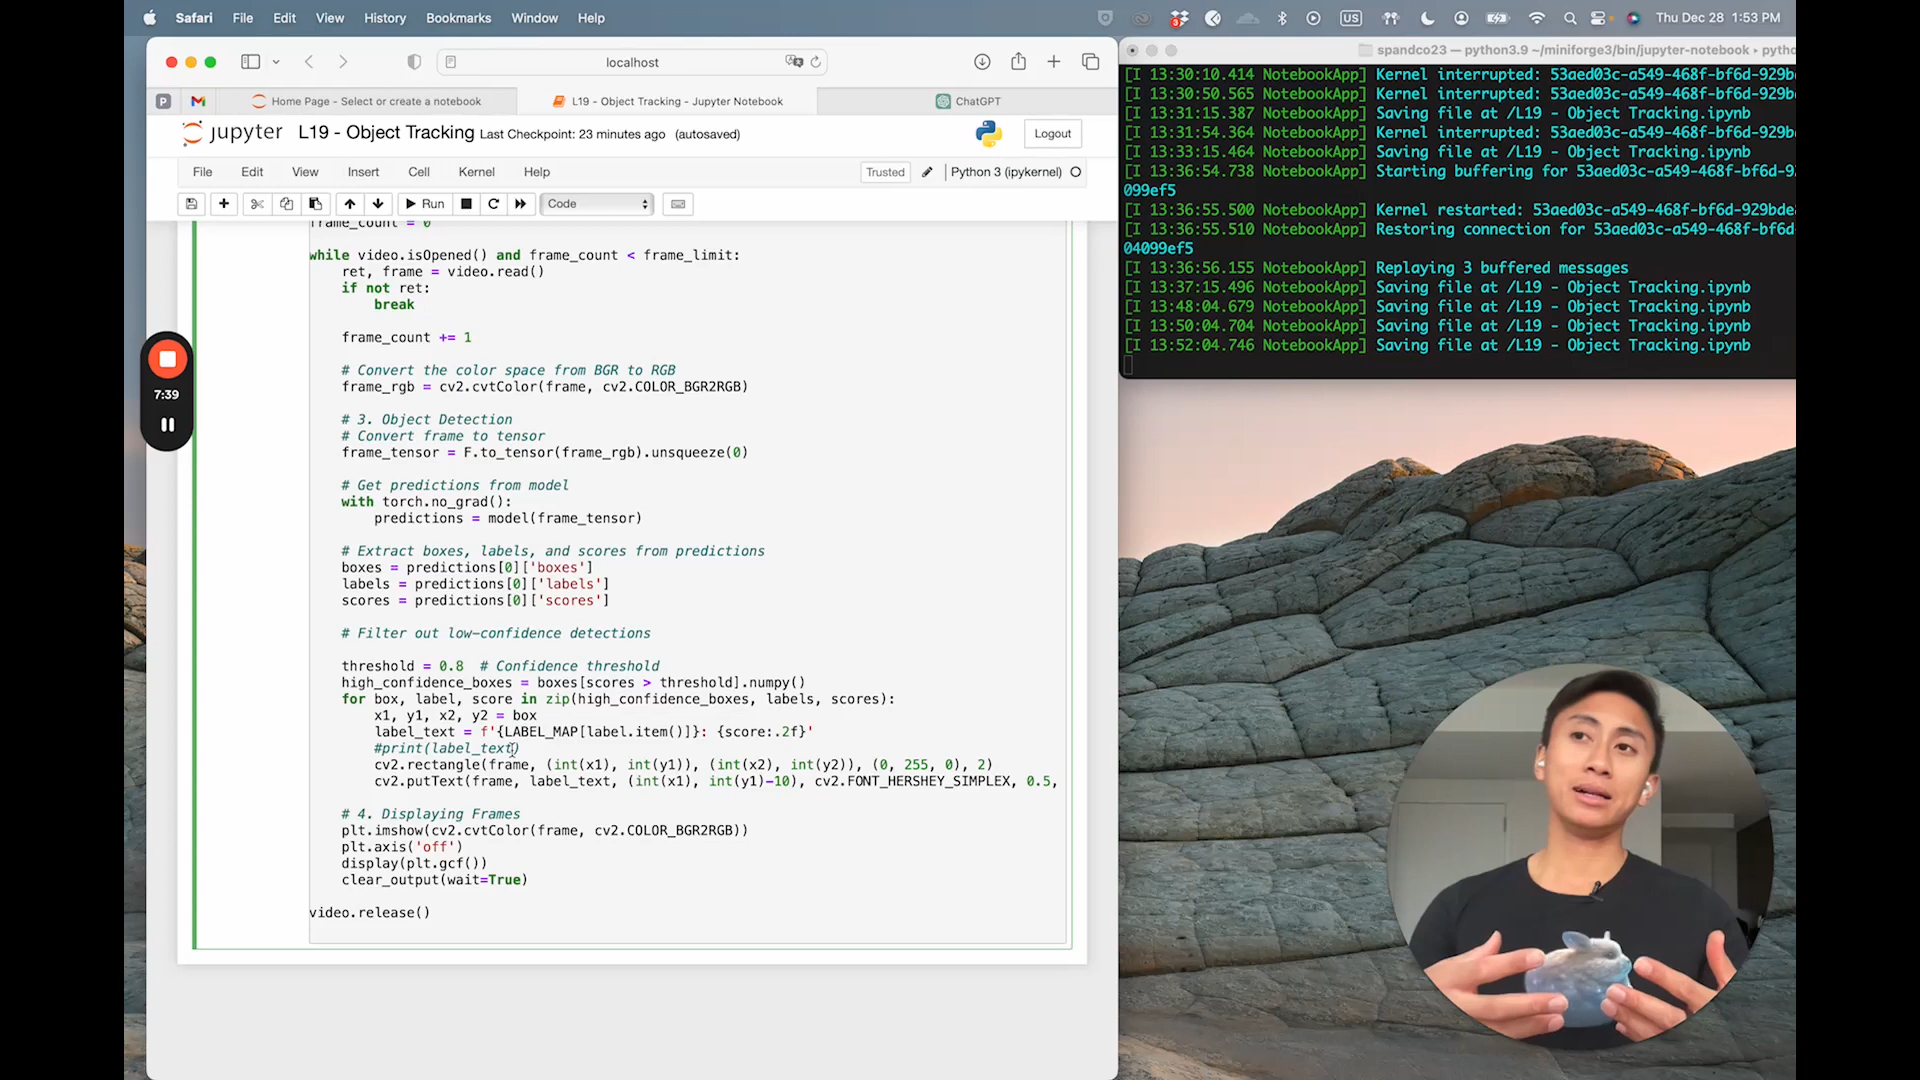 Safari File Edit View History Bookmarks Window Help
3
US
Thu Dec 28 1:53 PM
localhost
P
Home Page - Select or create a notebook
L19 - Object Tracking - Jupyter Notebook
ChatGPT
jupyter L19 - Object Tracking Last Checkpoint: 23 minutes ago (autosaved)
Logout
File Edit View Insert Cell Kernel Help
Trusted
Python 3 (ipykernel)
Run
Code
frame_count = 0
while video.isOpened() and frame_count < frame_limit:
ret, frame = video.read()
if not ret:
break
frame_count += 1
# Convert the color space from BGR to RGB
frame_rgb = cv2.cvtColor(frame, cv2.COLOR_BGR2RGB)
# 3. Object Detection
# Convert frame to tensor
frame_tensor = F.to_tensor(frame_rgb).unsqueeze(0)
# Get predictions from model
with torch.no_grad():
predictions = model(frame_tensor)
# Extract boxes, labels, and scores from predictions
boxes = predictions[0]['boxes']
labels = predictions[0]['labels']
scores = predictions[0]['scores']
# Filter out low-confidence detections
threshold = 0.8 # Confidence threshold
high_confidence_boxes = boxes[scores > threshold].numpy()
for box, label, score in zip(high_confidence_boxes, labels, scores):
x1, y1, x2, y2 = box
label_text = f'{LABEL_MAP[label.item()]}: {score:.2f}'
#print(label_text)
cv2.rectangle(frame, (int(x1), int(y1)), (int(x2), int(y2)), (0, 255, 0), 2)
cv2.putText(frame, label_text, (int(x1), int(y1)-10), cv2.FONT_HERSHEY_SIMPLEX, 0.5,
# 4. Displaying Frames
plt.imshow(cv2.cvtColor(frame, cv2.COLOR_BGR2RGB))
plt.axis('off')
display(plt.gcf())
clear_output(wait=True)
video.release()
7:39
spandco23 — python3.9 ~/miniforge3/bin/jupyter-notebook ▸ pytho
[I 13:30:10.414 NotebookApp] Kernel interrupted: 53aed03c-a549-468f-bf6d-929b
[I 13:30:50.565 NotebookApp] Kernel interrupted: 53aed03c-a549-468f-bf6d-929b
[I 13:31:15.387 NotebookApp] Saving file at /L19 - Object Tracking.ipynb
[I 13:31:54.364 NotebookApp] Kernel interrupted: 53aed03c-a549-468f-bf6d-929b
[I 13:33:15.464 NotebookApp] Saving file at /L19 - Object Tracking.ipynb
[I 13:36:54.738 NotebookApp] Starting buffering for 53aed03c-a549-468f-bf6d-9
099ef5
[I 13:36:55.500 NotebookApp] Kernel restarted: 53aed03c-a549-468f-bf6d-929bde
[I 13:36:55.510 NotebookApp] Restoring connection for 53aed03c-a549-468f-bf6d
04099ef5
[I 13:36:56.155 NotebookApp] Replaying 3 buffered messages
[I 13:37:15.496 NotebookApp] Saving file at /L19 - Object Tracking.ipynb
[I 13:48:04.679 NotebookApp] Saving file at /L19 - Object Tracking.ipynb
[I 13:50:04.704 NotebookApp] Saving file at /L19 - Object Tracking.ipynb
[I 13:52:04.746 NotebookApp] Saving file at /L19 - Object Tracking.ipynb